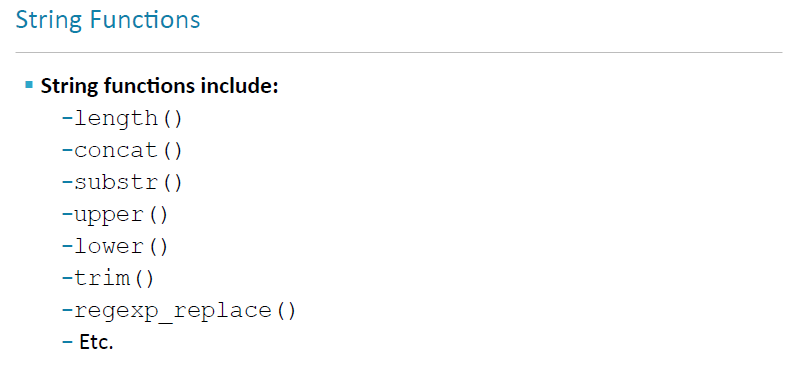 String Functions
String functions include:
–length()
–concat()
–substr()
–upper()
–lower()
–trim()
–regexp_replace()
– Etc.